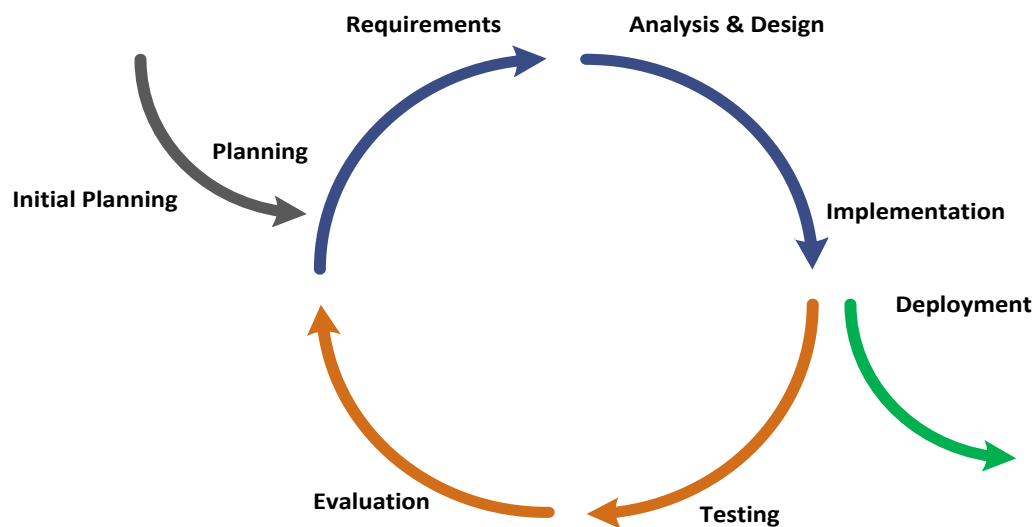 Requirements
Analysis & Design
Planning
Initial Planning
Implementation
Deployment
Evaluation
Testing